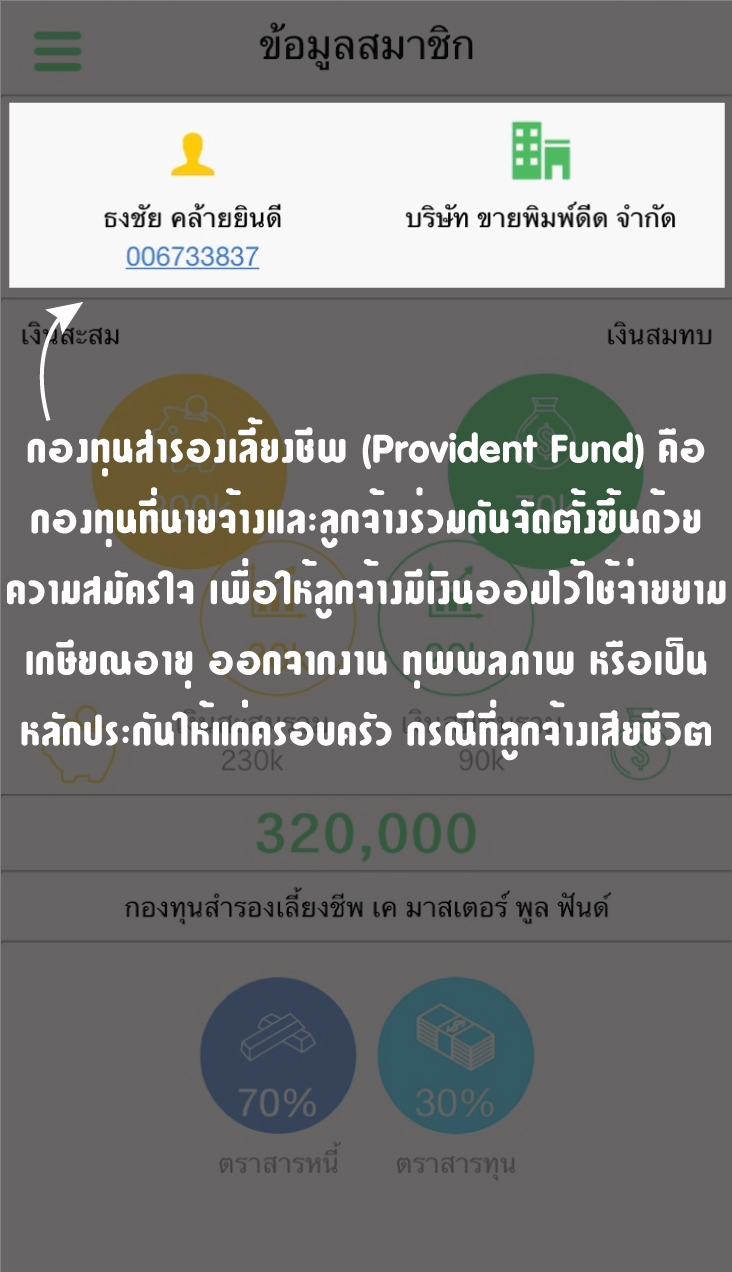 ข้อมูลสมาชิก
ธงชัย คล้ายยินดี
006733837
บริษัท ขายพิมพ์ดีด จำกัด
เงินสะสม
เงินสมทบ
กองทุนสำรองเลี้ยงชีพ (Provident Fund) คือ
กองทุนที่นายจ้างและลูกจ้างร่วมกันจัดตั้งขึ้นด้วย
ความสมัครใจ เพื่อให้ลูกจ้างมีเงินออมไว้ใช้จ่ายยาม
เกษียณอายุ ออกจากงาน ทุพพลภาพ หรือเป็น
หลักประกันให้แก่ครอบครัว กรณีที่ลูกจ้างเสียชีวิต
230k
90k
320,000
กองทุนสำรองเลี้ยงชีพ เค มาสเตอร์ พูล ฟันด์
70%
30%
ตราสารหนี้
ตราสารทุน